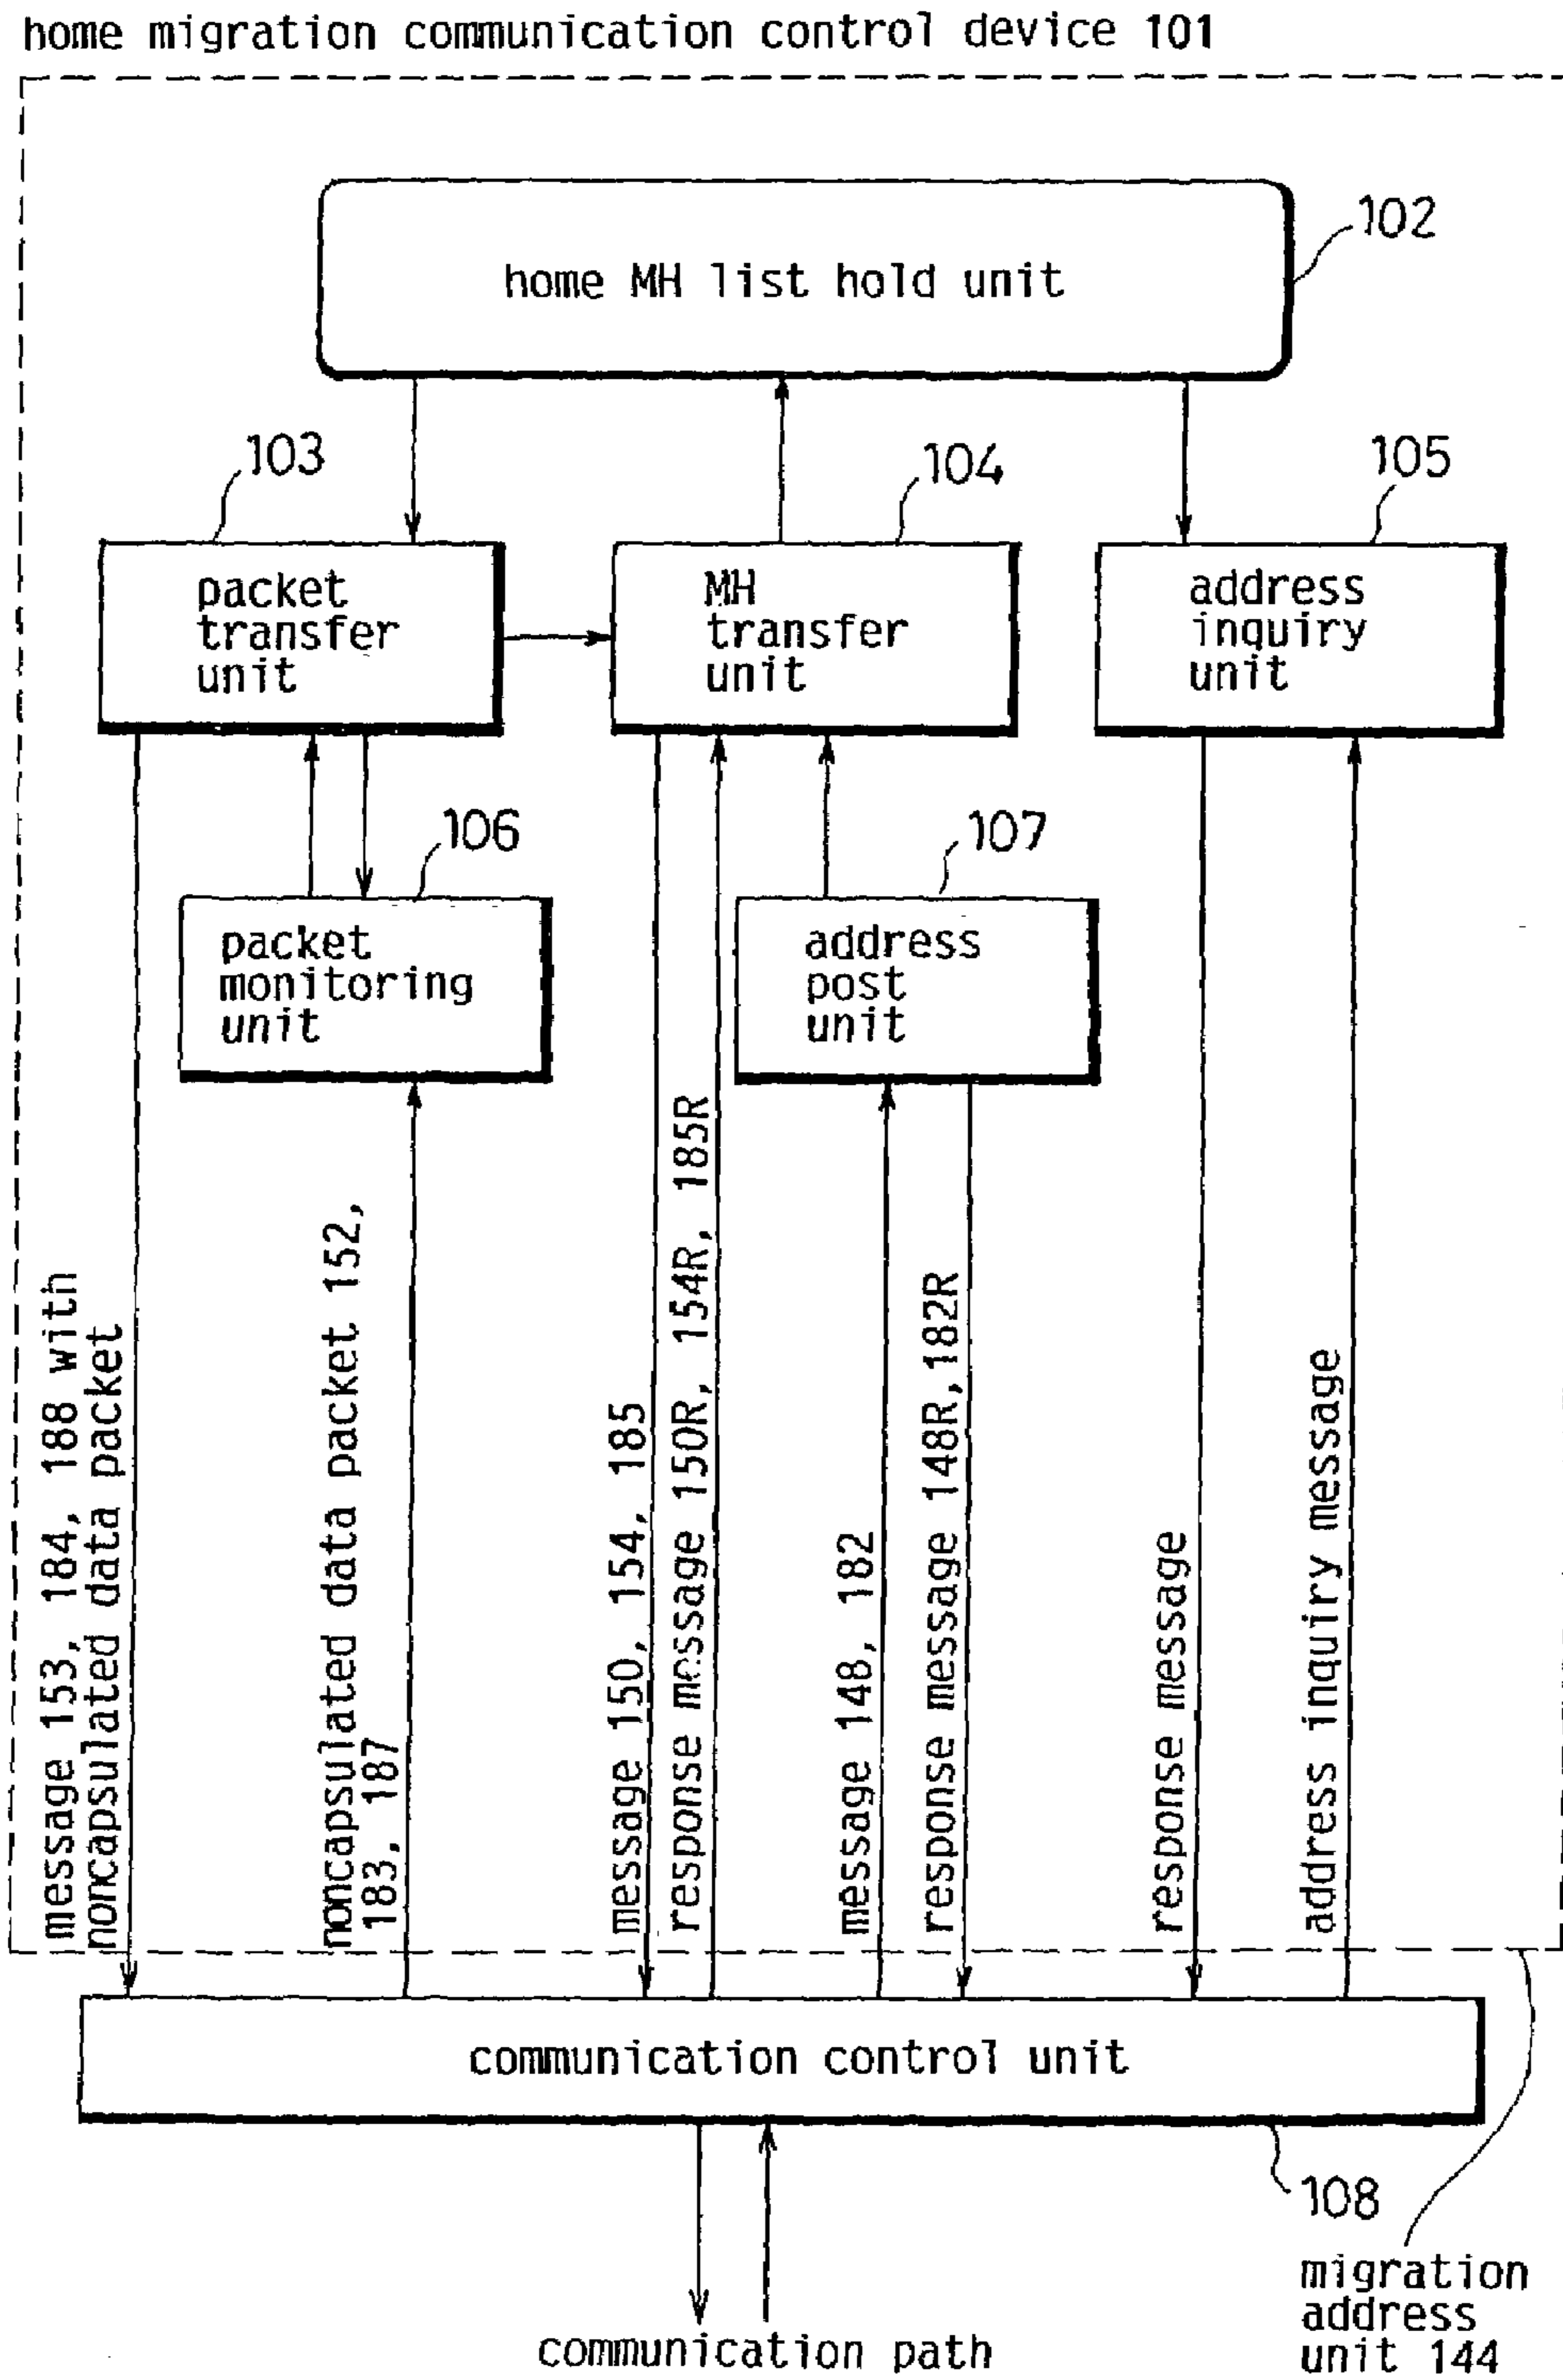 home migration communication control device 101
home MH list hold unit
102
103
104
105
packet
transfer
unit
MH
transfer
unit
address
inquiry
unit
106
107
packet
monitoring
unit
address
post
unit
message 153, 184, 188 with
noncapsulated data packet
noncapsulated data packet 152,
183, 187
message 150, 154, 185
response message 150R, 154R, 185R
message 148, 182
response message 148R,182R
response message
address inquiry message
communication control unit
108
migration
address
unit 144
communication path